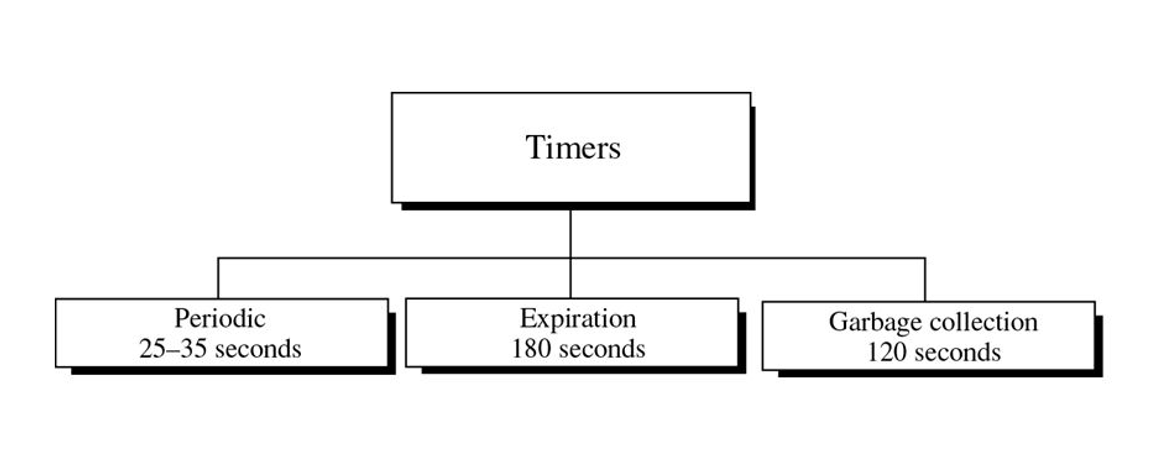 Timers
Periodic
25–35 seconds
Expiration
180 seconds
Garbage collection
120 seconds